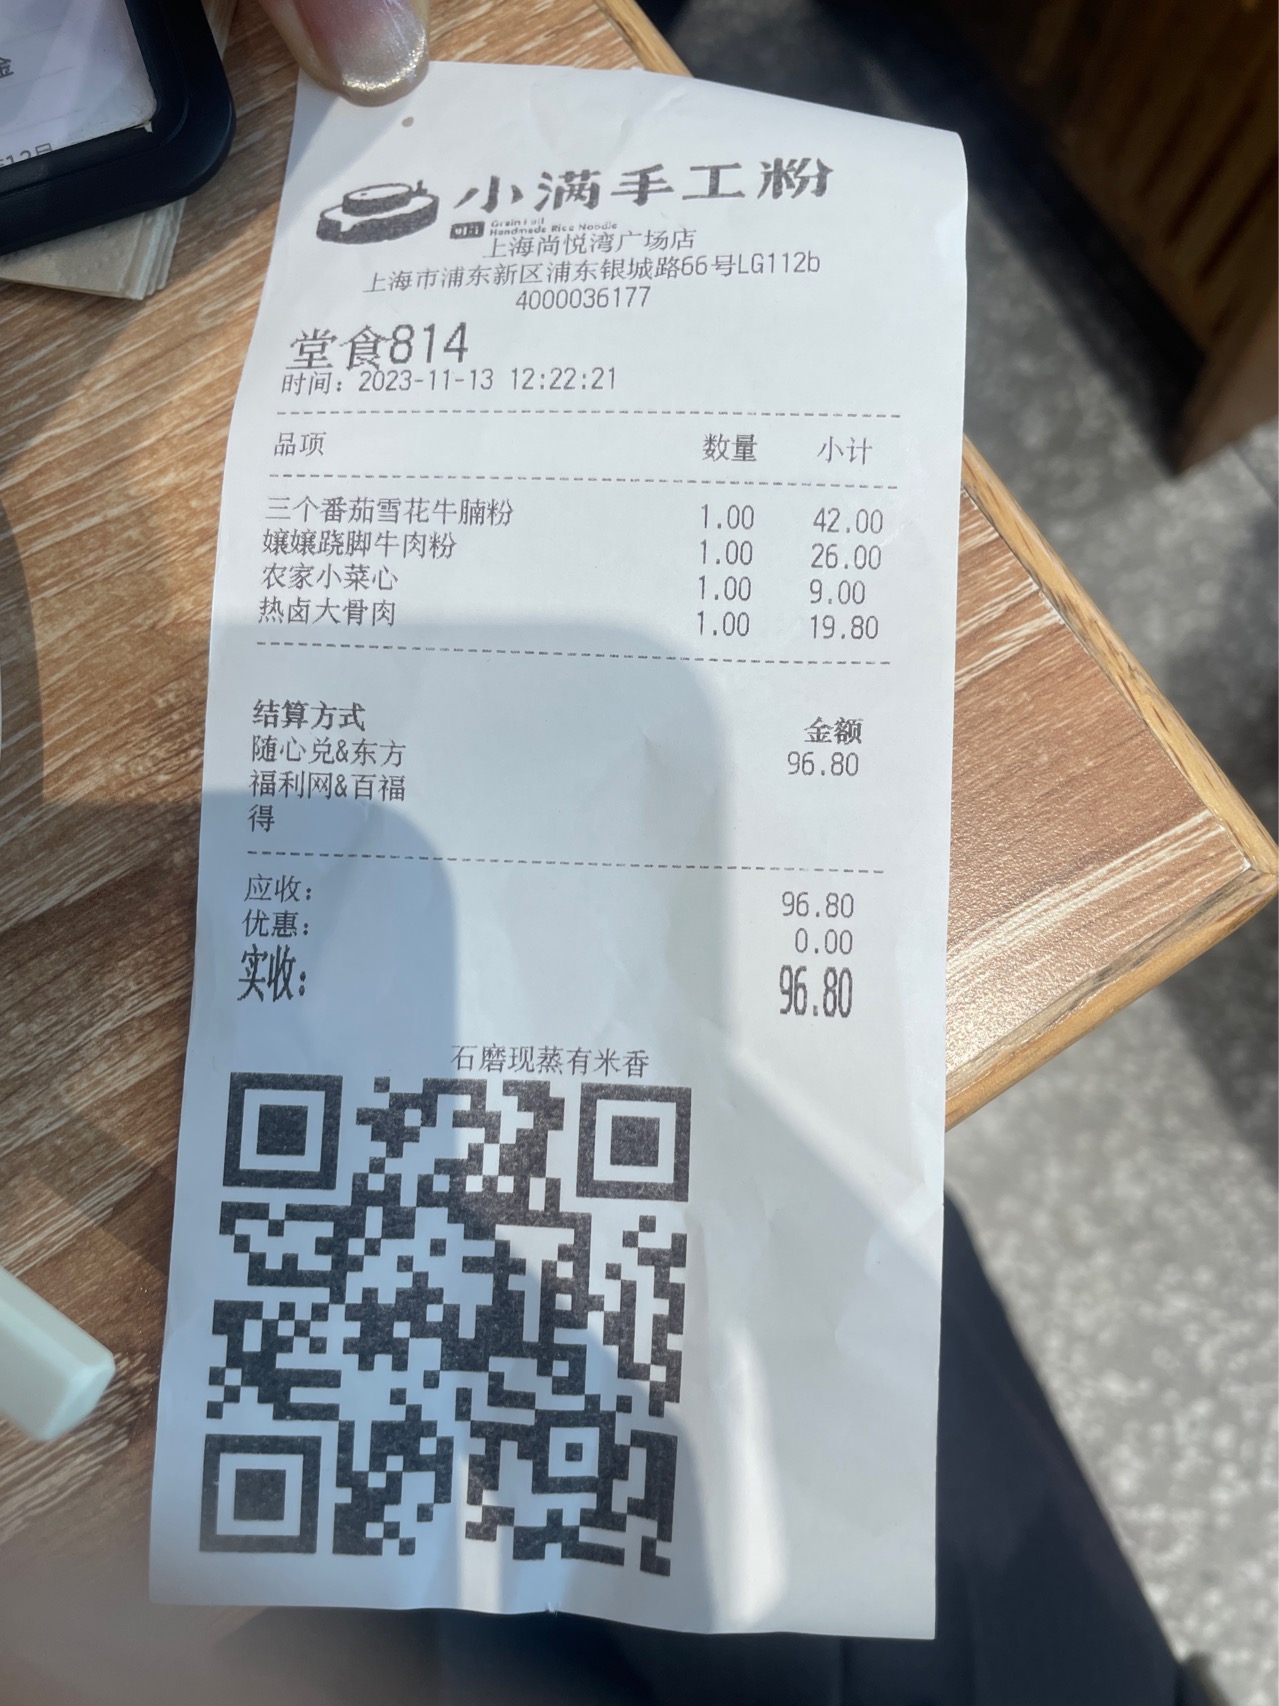 金
12月
小满手工粉
Grain Full
Handmade Rice Noodle
上海尚悦湾广场店
上海市浦东新区浦东银城路66号LG112b
4000036177
堂食814
时间：2023-11-13 12:22:21
品项 数量 小计
三个番茄雪花牛腩粉 1.00 42.00
孃孃跷脚牛肉粉 1.00 26.00
农家小菜心 1.00 9.00
热卤大骨肉 1.00 19.80
结算方式 金额
随心兑&东方 96.80
福利网&百福
得
应收： 96.80
优惠： 0.00
实收： 96.80
石磨现蒸有米香